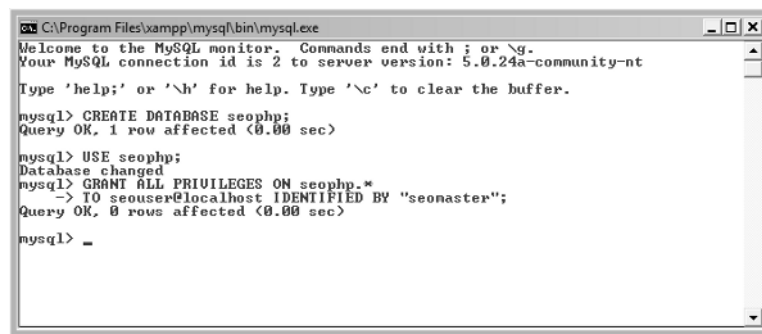 C:\Program Files\xampp\mysql\bin\mysql.exe
Welcome to the MySQL monitor.  Commands end with ; or \g.
Your MySQL connection id is 2 to server version: 5.0.24a-community-nt
Type 'help;' or '\h' for help. Type '\c' to clear the buffer.
mysql> CREATE DATABASE seophp;
Query OK, 1 row affected (0.00 sec)
mysql> USE seophp;
Database changed
mysql> GRANT ALL PRIVILEGES ON seophp.*
    -> TO seouser@localhost IDENTIFIED BY "seomaster";
Query OK, 0 rows affected (0.00 sec)
mysql> _